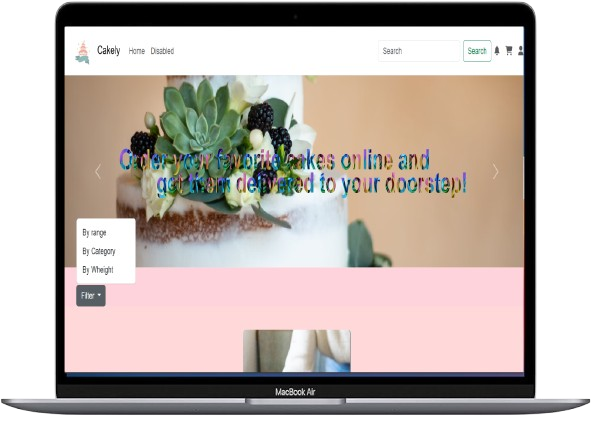 Cakely
Home Disabled
Search
Search
Order your favorite cakes online and
get them delivered to your doorstep!
By range
By Category
By Wheight
Filter
MacBook Air